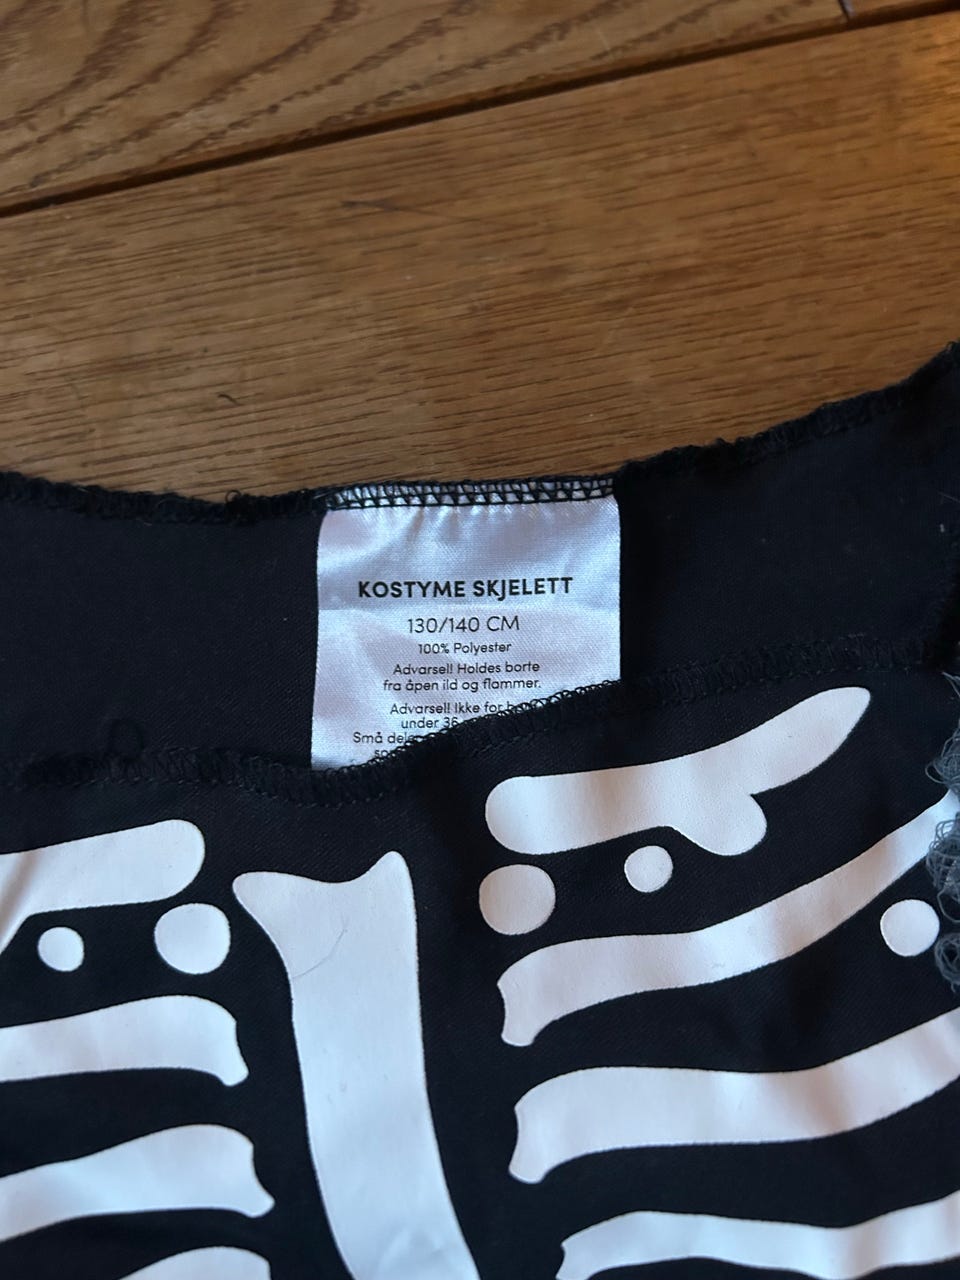 KOSTYME SKJELETT
130/140 CM
100% Polyester
Advarsel! Holdes borte
fra åpen ild og flammer.
Advarsel! Ikke for
under 36
Små